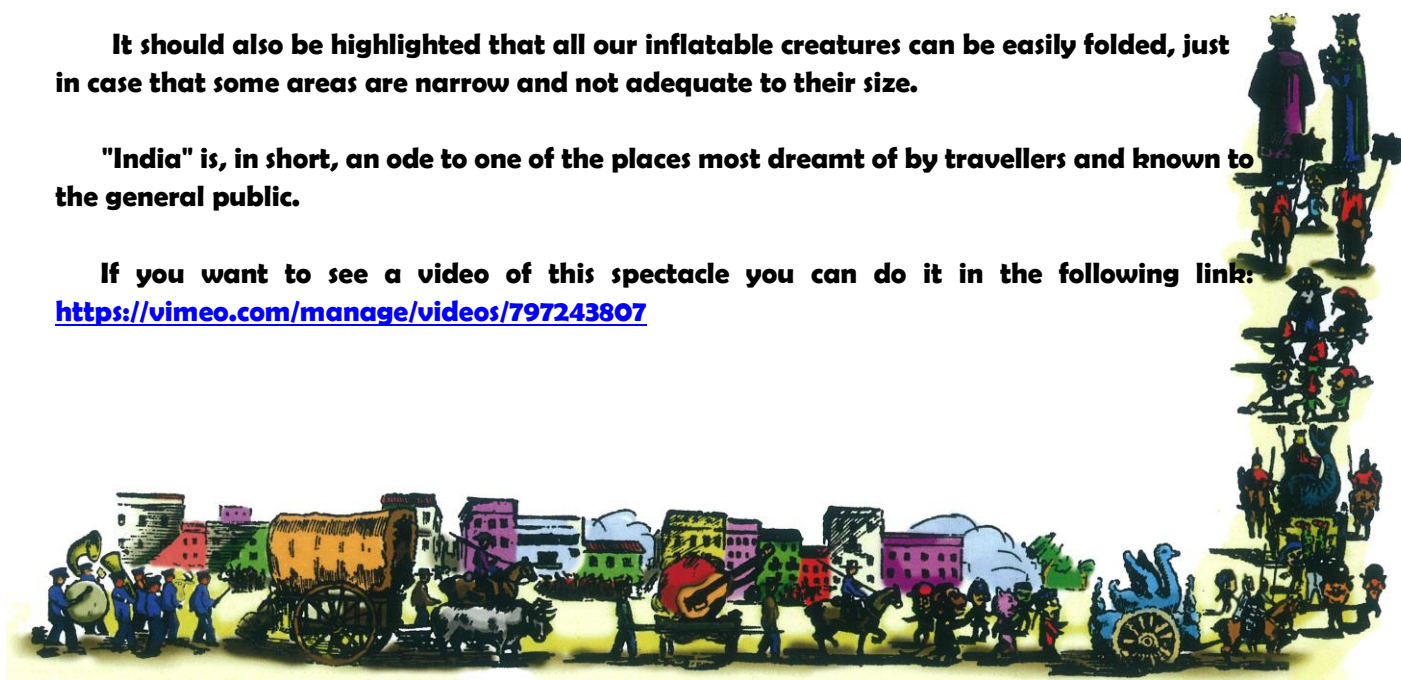 It should also be highlighted that all our inflatable creatures can be easily folded, just
in case that some areas are narrow and not adequate to their size.
"India" is, in short, an ode to one of the places most dreamt of by travellers and known to
the general public.
If you want to see a video of this spectacle you can do it in the following link:
https://vimeo.com/manage/videos/797243807